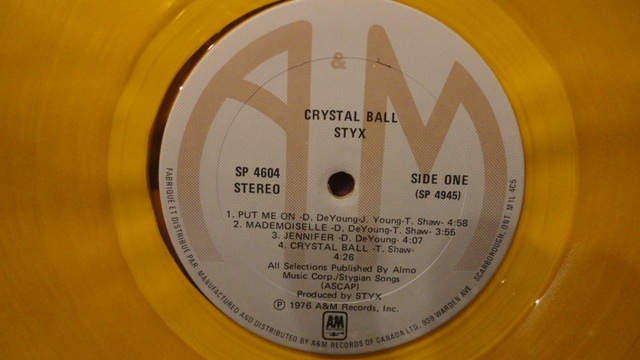 A & M
CRYSTAL BALL
STYX
SP 4604
STEREO
SIDE ONE
(SP 4945)
1. PUT ME ON -D. DeYOUNG-J. Young-T. Shaw- 4:58
2. MADEMOISELLE -D. DeYoung-T. Shaw- 3:55
3. JENNIFER -D. DeYoung- 4:07
4. CRYSTAL BALL -T. Shaw-
4:26
All Selections Published By Almo
Music Corp./Stygian Songs
(ASCAP)
Produced by STYX
Ⓟ 1976 A&M Records, Inc.
A&M
FABRIQUE ET DISTRIBUE PAR: MANUFACTURED AND DISTRIBUTED BY A&M RECORDS OF CANADA LTD., 939 WARDEN AVE. SCARBOROUGH, ONT M1L 4C5